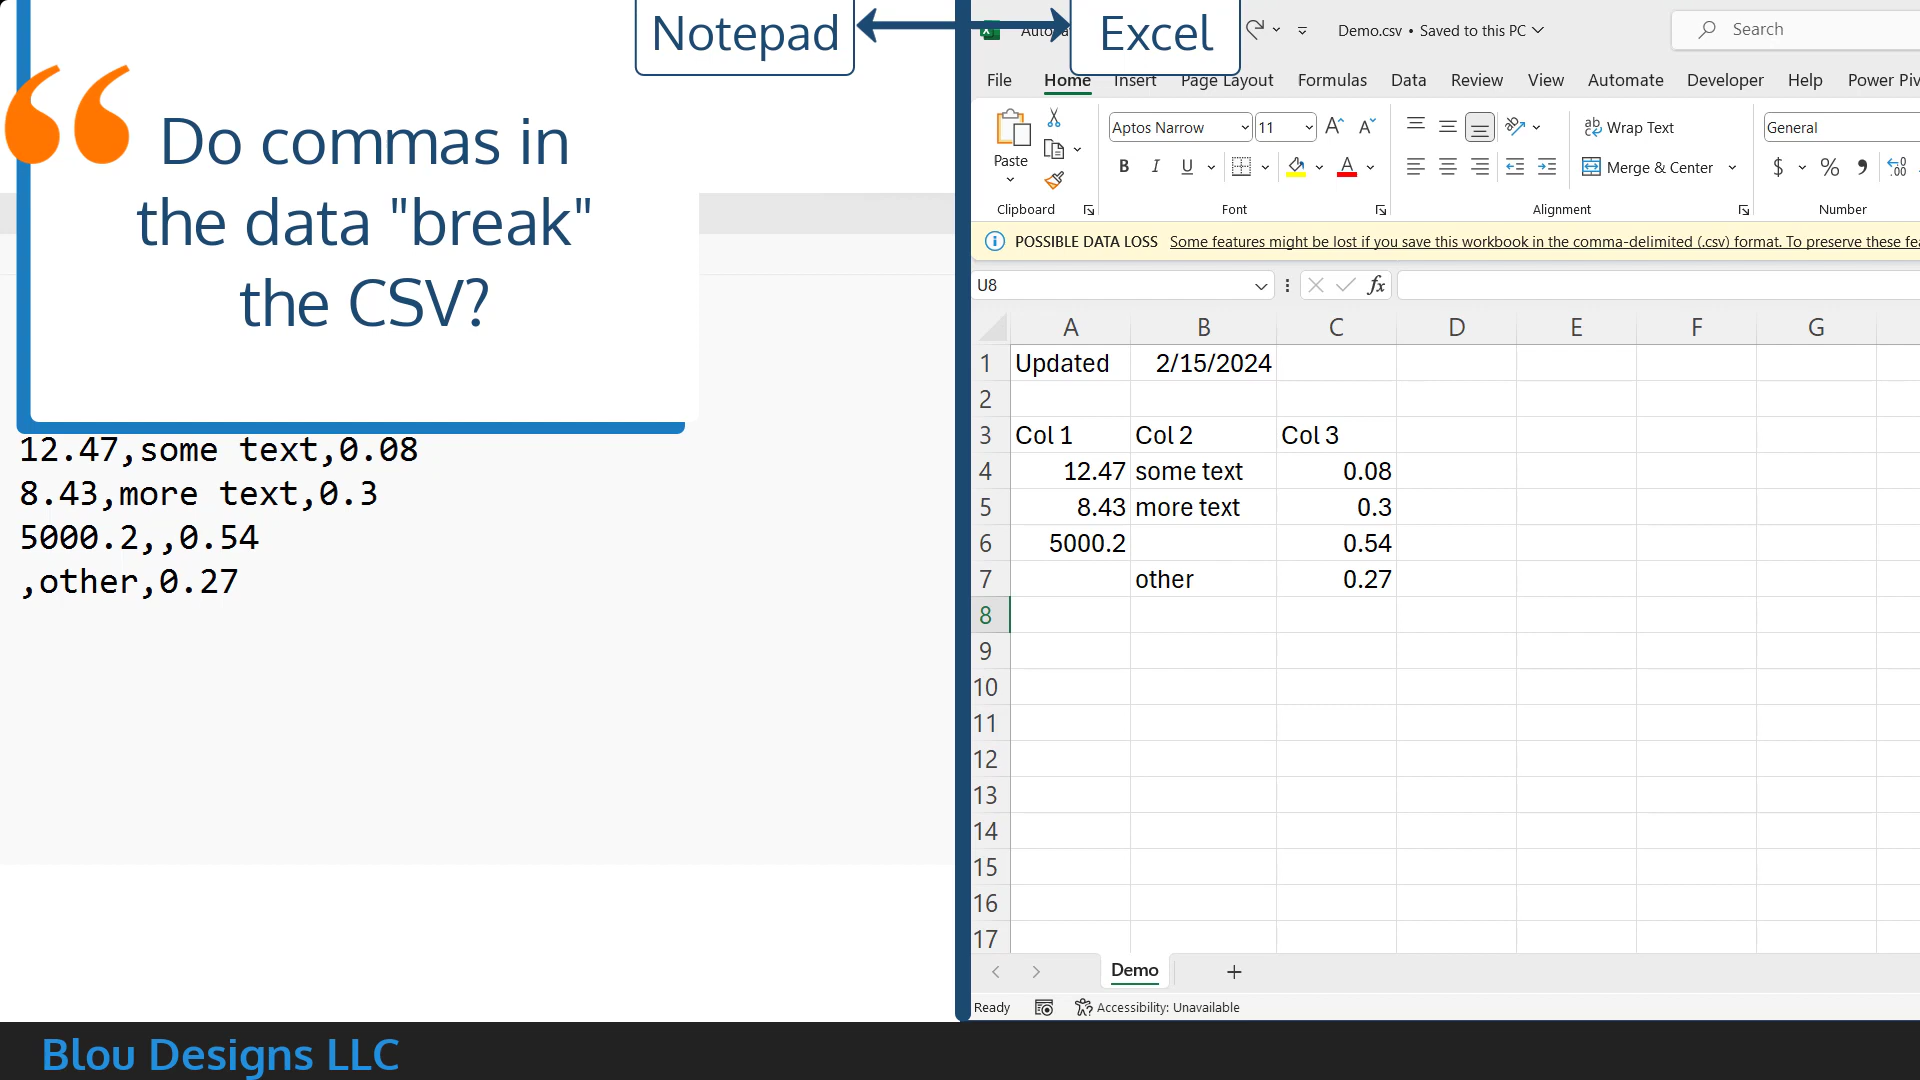 Notepad
Excel
Do commas in
the data "break"
the CSV?
12.47,some text,0.08
8.43,more text,0.3
5000.2,,0.54
,other,0.27
Demo.csv • Saved to this PC
Search
File Home Insert Page Layout Formulas Data Review View Automate Developer Help Power Piv
Paste
Aptos Narrow 11
Wrap Text
General
B I U
Merge & Center
$ % 
Clipboard Font Alignment Number
POSSIBLE DATA LOSS Some features might be lost if you save this workbook in the comma-delimited (.csv) format. To preserve these fea
U8
fx
A B C D E F G
1 Updated 2/15/2024
2
3 Col 1 Col 2 Col 3
4 12.47 some text 0.08
5 8.43 more text 0.3
6 5000.2 0.54
7 other 0.27
8
9
10
11
12
13
14
15
16
17
Demo
Ready
Accessibility: Unavailable
Blou Designs LLC